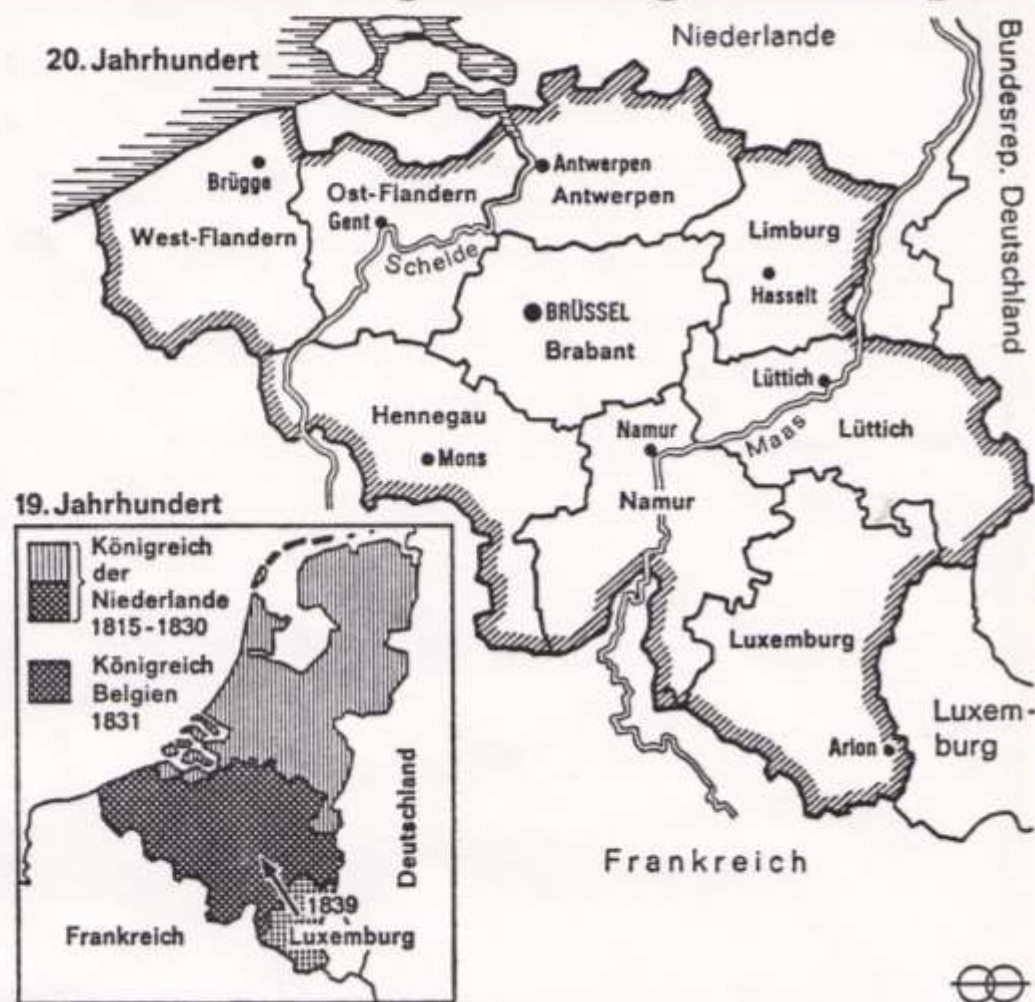 20. Jahrhundert
Niederlande
Bundesrep. Deutschland
Brügge
West-Flandern
Ost-Flandern
Gent
Schelde
Antwerpen
Antwerpen
Limburg
Hasselt
BRÜSSEL
Brabant
Hennegau
Mons
Namur
Namur
Maas
Lüttich
Lüttich
Luxemburg
Arlon
Luxem-
burg
Frankreich
19. Jahrhundert
Königreich
der
Niederlande
1815-1830
Königreich
Belgien
1831
Deutschland
1839
Luxemburg
Frankreich